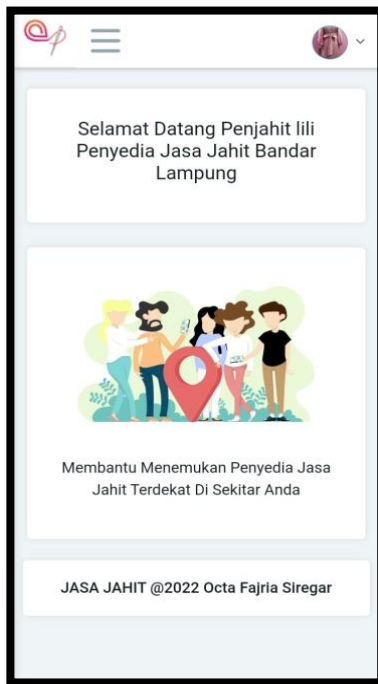 Selamat Datang Penjahit lili
Penyedia Jasa Jahit Bandar
Lampung
Membantu Menemukan Penyedia Jasa
Jahit Terdekat Di Sekitar Anda
JASA JAHIT @2022 Octa Fajria Siregar